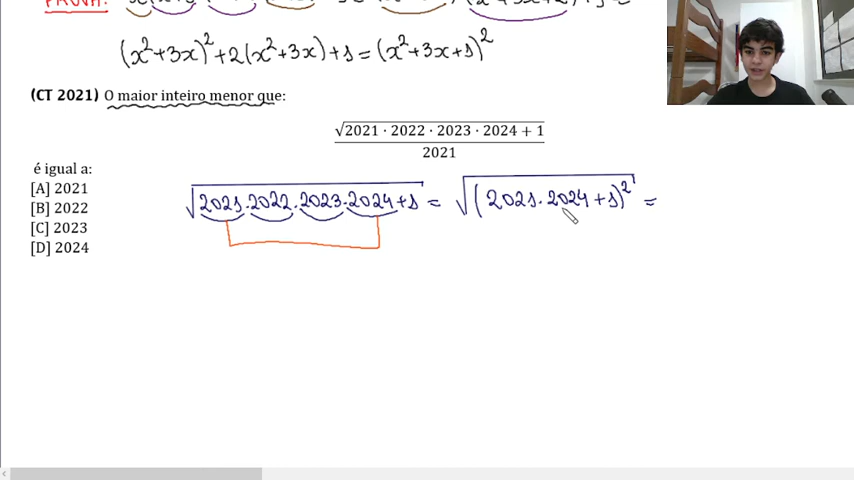 PROVA:
(x²+3x)²+2(x²+3x)+1=(x²+3x+1)²
(CT 2021) O maior inteiro menor que:
√2021 · 2022 · 2023 · 2024 + 1
2021
é igual a:
[A] 2021
[B] 2022
[C] 2023
[D] 2024
√2021·2022·2023·2024+1 = √(2021·2024+1)² =